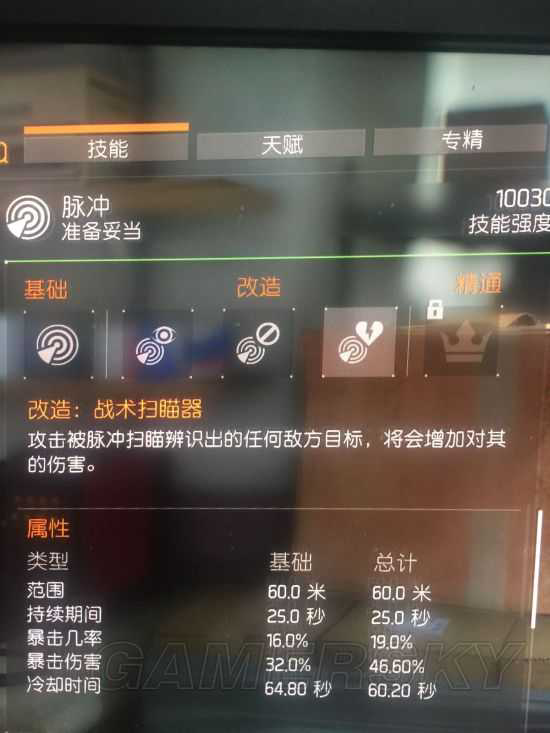 技能 天赋 专精
脉冲 10030
准备妥当 技能强度
基础 改造 精通
改造：战术扫瞄器
攻击被脉冲扫瞄辨识出的任何敌方目标，将会增加对其
的伤害。
属性
类型 基础 总计
范围 60.0 米 60.0 米
持续期间 25.0 秒 25.0 秒
暴击几率 16.0% 19.0%
暴击伤害 32.0% 46.60%
冷却时间 64.80 秒 60.20 秒
GAMERSKY